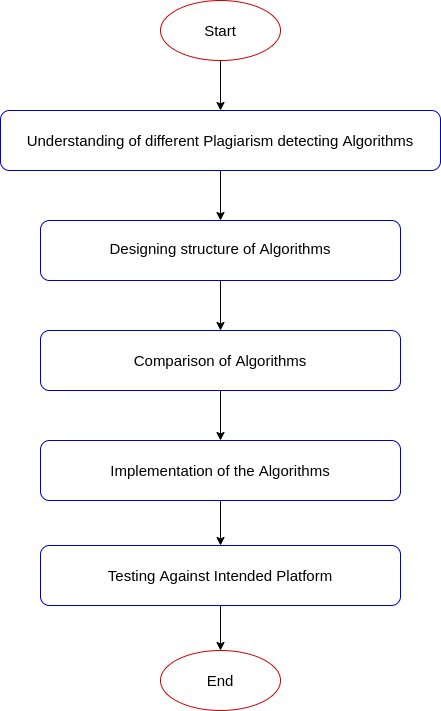 Start
Understanding of different Plagiarism detecting Algorithms
Designing structure of Algorithms
Comparison of Algorithms
Implementation of the Algorithms
Testing Against Intended Platform
End